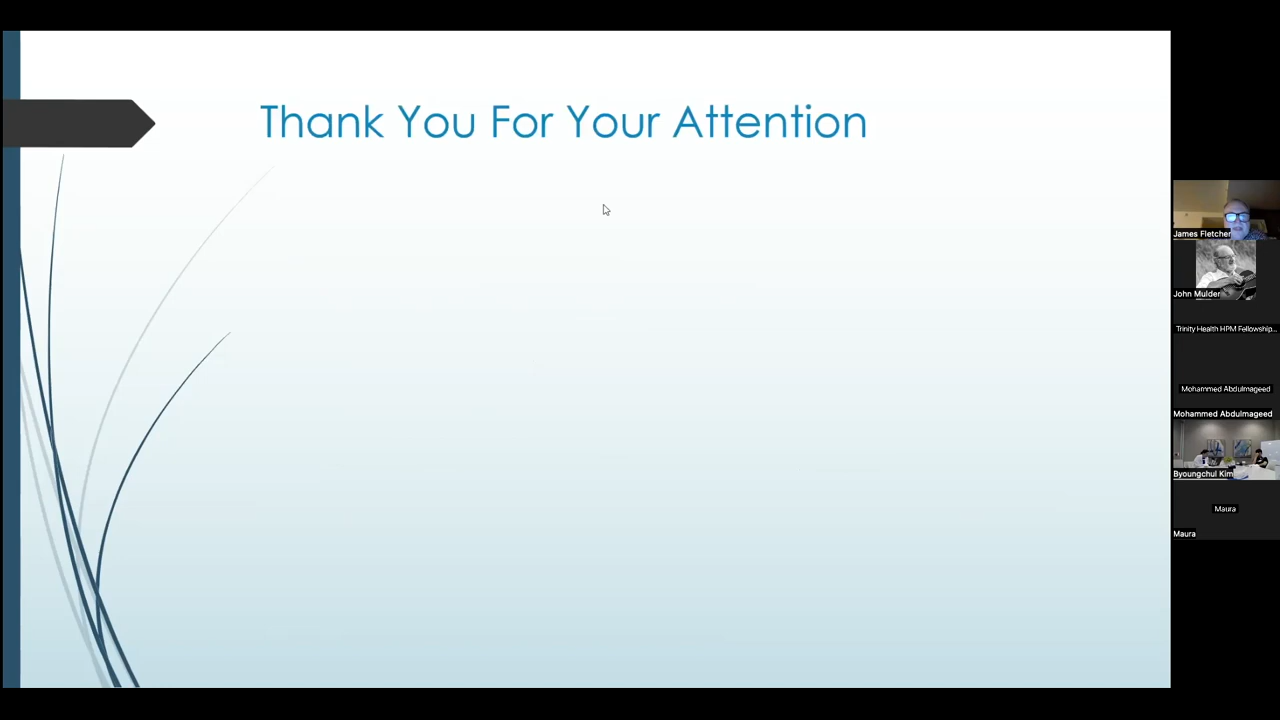 Thank You For Your Attention
James Fletcher
John Mulder
Trinity Health HPM Fellowship...
Mohammed Abdulmageed
Mohammed Abdulmageed
Byoungchul Kim
Maura
Maura